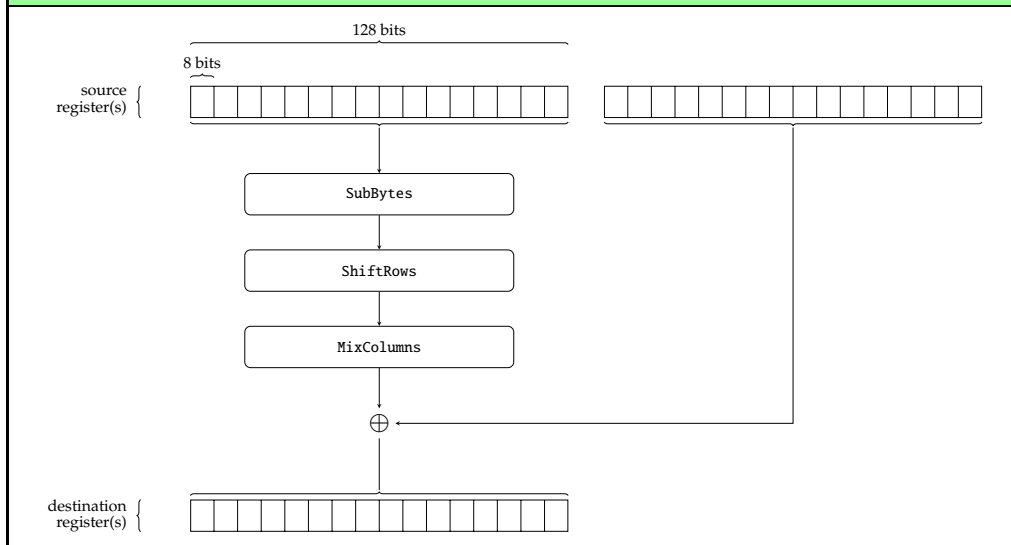 128 bits
8 bits
source
register(s)
SubBytes
ShiftRows
MixColumns
destination
register(s)